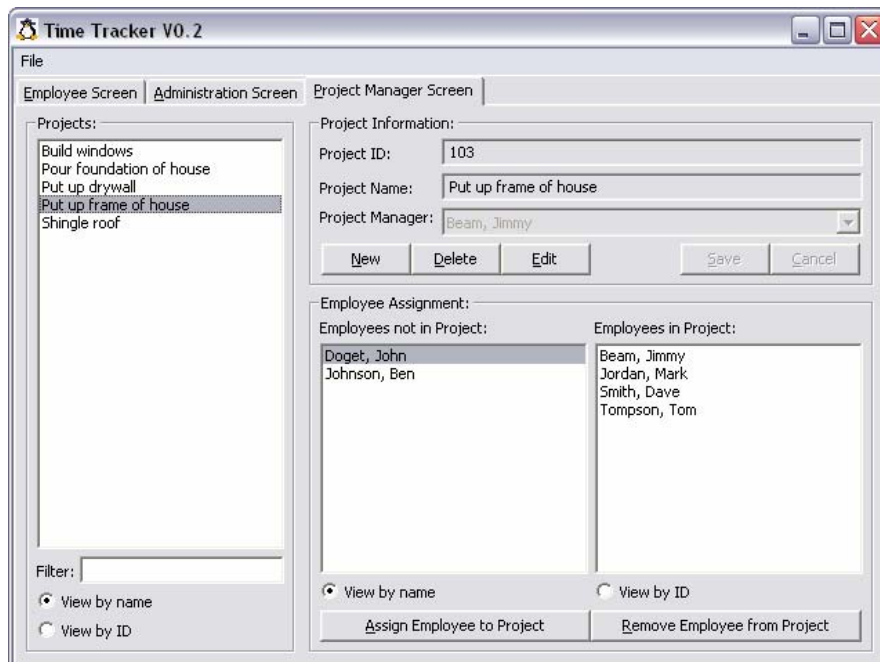 Time Tracker V0.2
File
Employee Screen Administration Screen Project Manager Screen
Projects:
Build windows
Pour foundation of house
Put up drywall
Put up frame of house
Shingle roof
Filter:
View by name
View by ID
Project Information:
Project ID: 103
Project Name: Put up frame of house
Project Manager: Beam, Jimmy
New Delete Edit Save Cancel
Employee Assignment:
Employees not in Project:
Doget, John
Johnson, Ben
Employees in Project:
Beam, Jimmy
Jordan, Mark
Smith, Dave
Tompson, Tom
View by name View by ID
Assign Employee to Project Remove Employee from Project